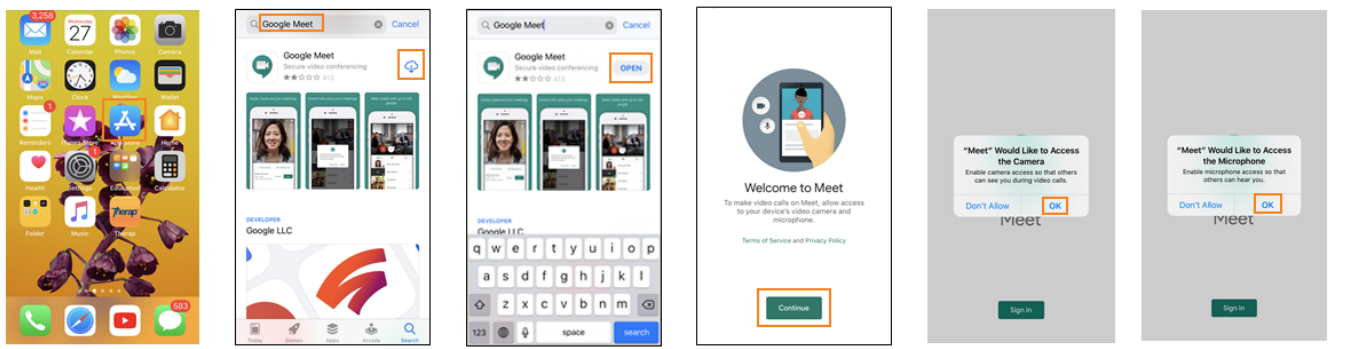 3,258
Wednesday
27
Mail
Calendar
Photos
Camera
Maps
Clock
Weather
Wallet
1
Reminders
iTunes Store
App Store
Home
1
Health
Settings
Education
Calculator
Therap
Folder
Music
Therap
583
Google Meet
Cancel
Google Meet
Secure video conferencing
413
DEVELOPER
Google LLC
Today
Games
Apps
Arcade
Search
Google Meet
Cancel
Google Meet
Secure video conferencing
OPEN
413
DEVELOPER
Google LLC
q w e r t y u i o p
a s d f g h j k l
z x c v b n m
123
space
search
Welcome to Meet
To make video calls on Meet, allow access
to your device's video camera and
microphone.
Terms of Service and Privacy Policy
Continue
“Meet” Would Like to Access
the Camera
Enable camera access so that others
can see you during video calls.
Don't Allow
OK
Meet
Sign in
“Meet” Would Like to Access
the Microphone
Enable microphone access so that
others can hear you.
Don't Allow
OK
Meet
Sign in